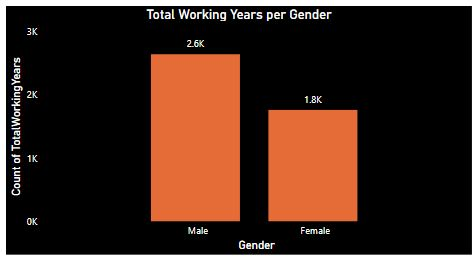 Total Working Years per Gender
3K
2K
1K
0K
Count of TotalWorkingYears
2.6K
1.8K
Male
Female
Gender